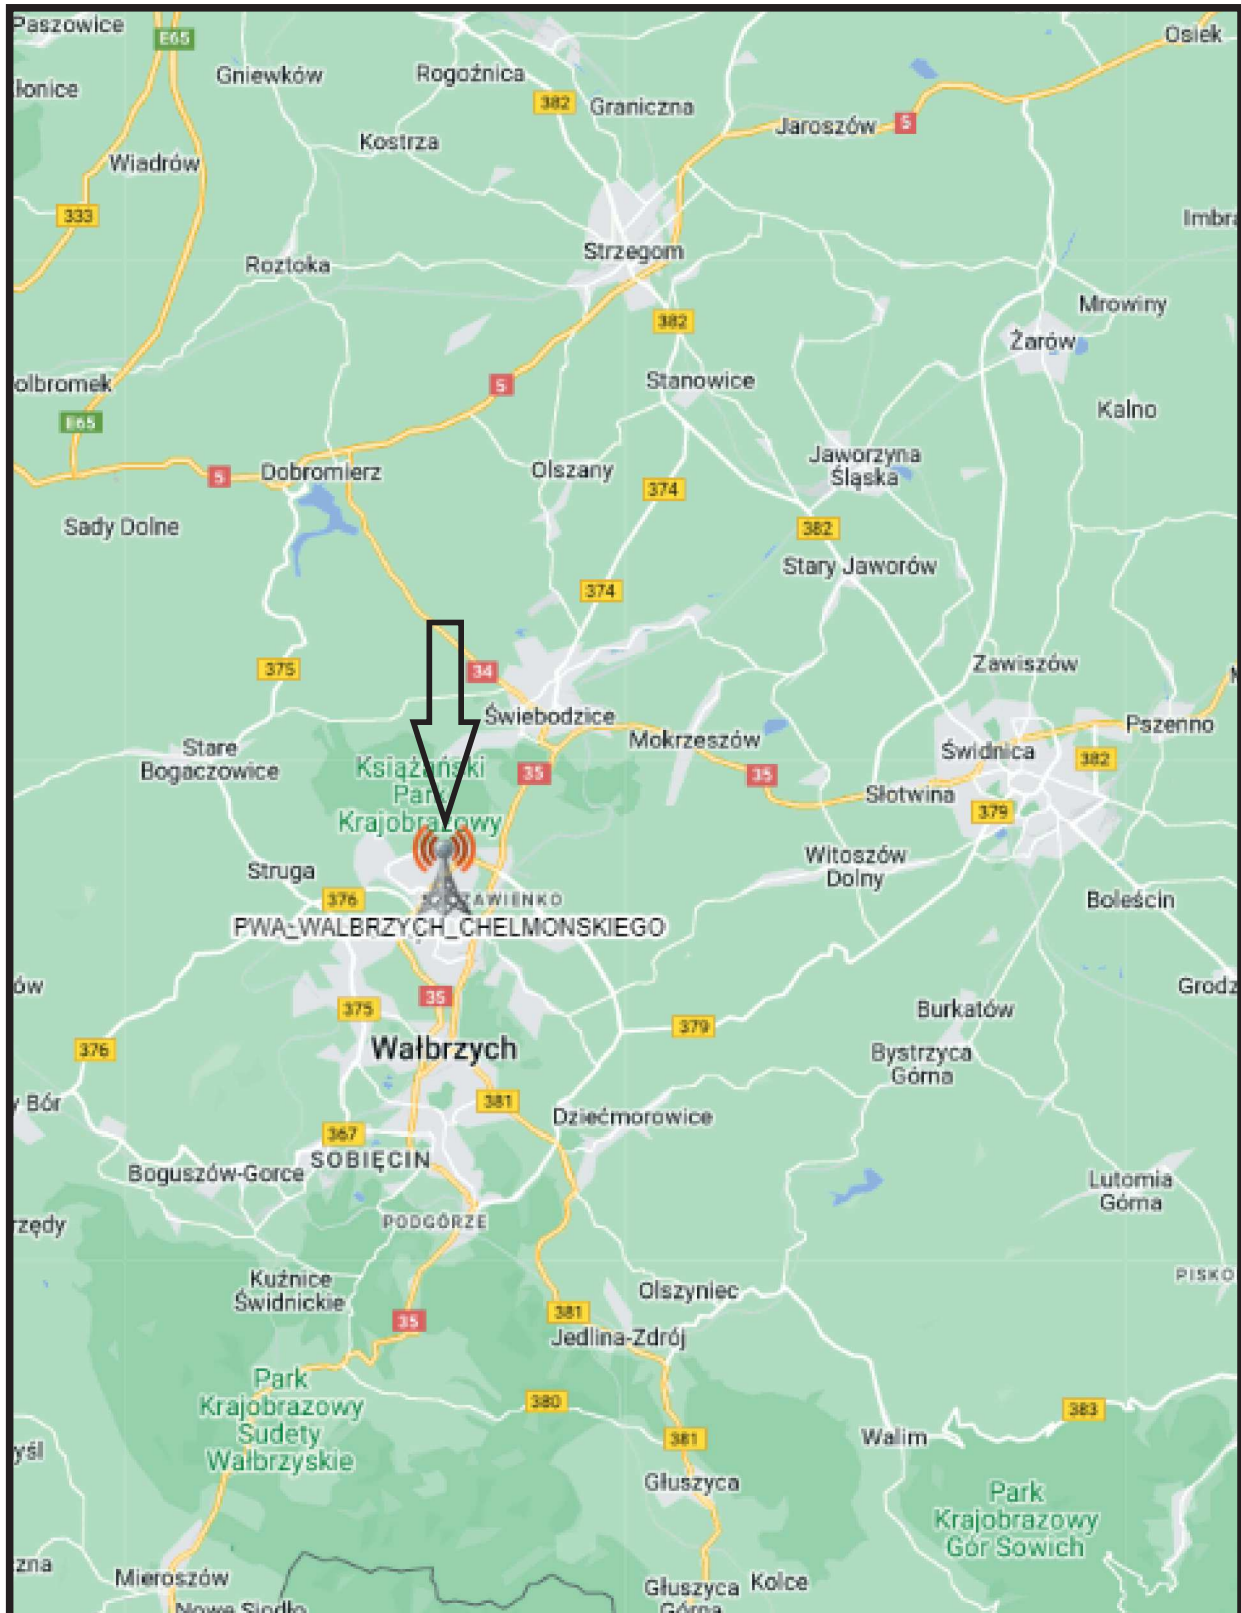 Paszowice
E65
Osiek
Gniewków
Rogoźnica
łonice
382
Graniczna
Jaroszów
5
Kostrza
Wiadrów
333
Imbra
Strzegom
Roztoka
Mrowiny
382
Żarów
olbromek
5
Stanowice
Kalno
E65
Jaworzyna
Śląska
5
Dobromierz
Olszany
374
Sady Dolne
382
Stary Jaworów
374
375
34
Zawiszów
Świebodzice
Pszenno
Stare
Bogaczowice
Mokrzeszów
Świdnica
382
Książański
Park
Krajobrazowy
35
35
Słotwina
379
Struga
Witoszów
Dolny
376
Boleścin
PWA_WALBRZYCH_CHELMONSKIEGO
ów
35
Grodz
375
379
Burkatów
376
Wałbrzych
Bystrzyca
Górna
y Bór
381
Dziećmorowice
367
SOBIĘCIN
Boguszów-Gorce
Lutomia
Górna
rzędy
PODGÓRZE
Kuźnice
Świdnickie
Olszyniec
PISKO
35
381
Jedlina-Zdrój
Park
Krajobrazowy
Sudety
Wałbrzyskie
380
383
yśl
381
Walim
Głuszyca
Park
Krajobrazowy
Gór Sowich
zna
Mieroszów
Głuszyca
Górna
Kolce
Nowe Siodło